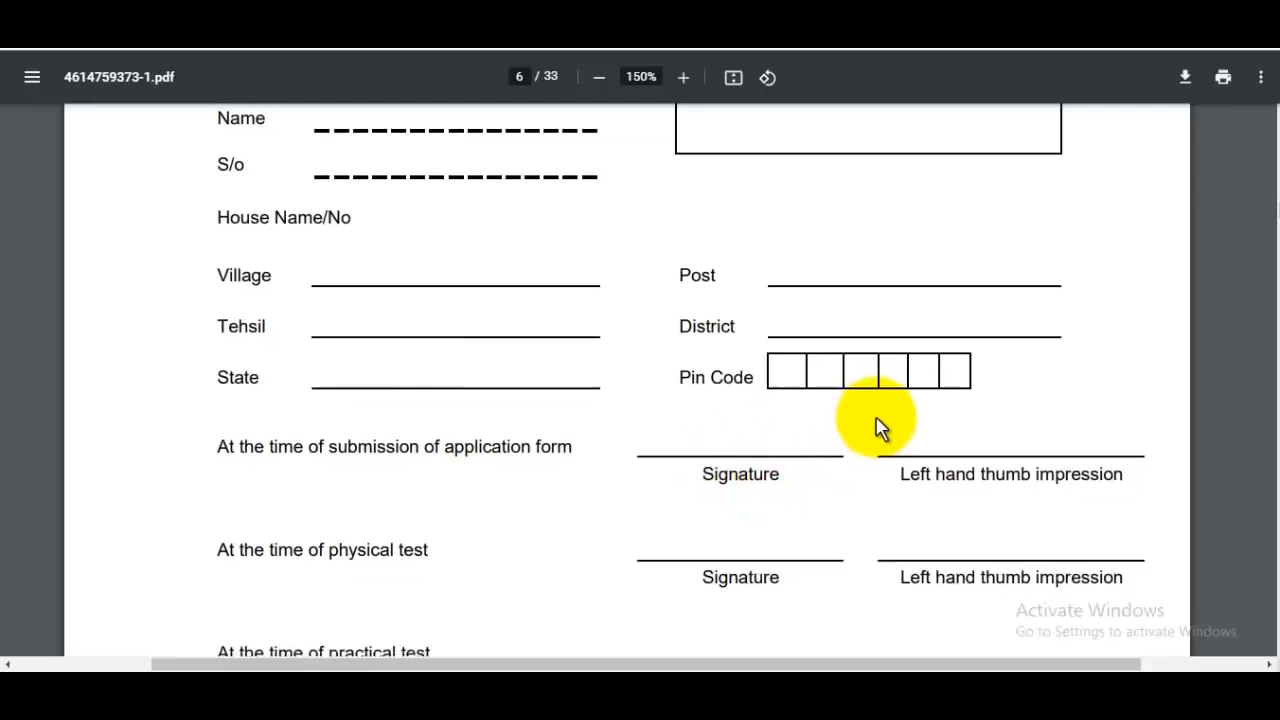 4614759373-1.pdf 6 / 33 150%
Name
S/o
House Name/No
Village Post
Tehsil District
State Pin Code
At the time of submission of application form
Signature Left hand thumb impression
At the time of physical test
Signature Left hand thumb impression
Activate Windows
Go to Settings to activate Windows.
At the time of practical test